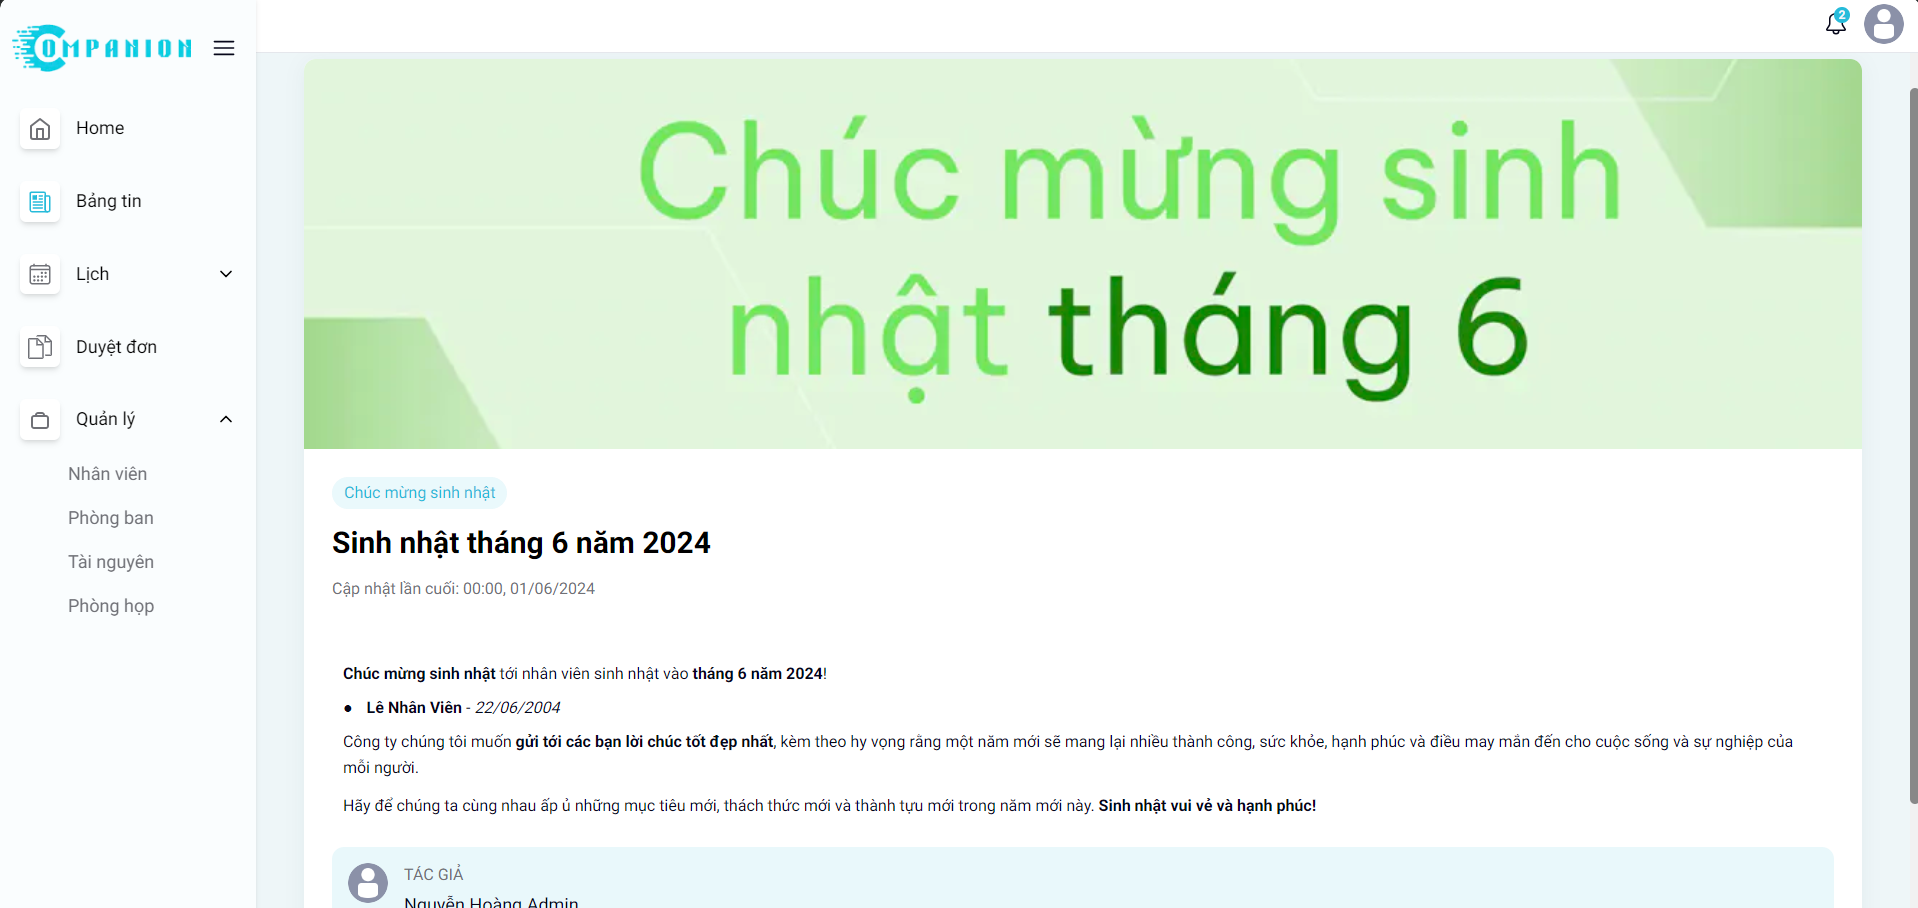 COMPANION
2
Home
Bảng tin
Lịch
Duyệt đơn
Quản lý
Nhân viên
Phòng ban
Tài nguyên
Phòng họp
Chúc mừng sinh
nhật tháng 6
Chúc mừng sinh nhật
Sinh nhật tháng 6 năm 2024
Cập nhật lần cuối: 00:00, 01/06/2024
Chúc mừng sinh nhật tới nhân viên sinh nhật vào tháng 6 năm 2024!
● Lê Nhân Viên - 22/06/2004
Công ty chúng tôi muốn gửi tới các bạn lời chúc tốt đẹp nhất, kèm theo hy vọng rằng một năm mới sẽ mang lại nhiều thành công, sức khỏe, hạnh phúc và điều may mắn đến cho cuộc sống và sự nghiệp của
mỗi người.
Hãy để chúng ta cùng nhau ấp ủ những mục tiêu mới, thách thức mới và thành tựu mới trong năm mới này. Sinh nhật vui vẻ và hạnh phúc!
TÁC GIẢ
Nguyễn Hoàng Admin